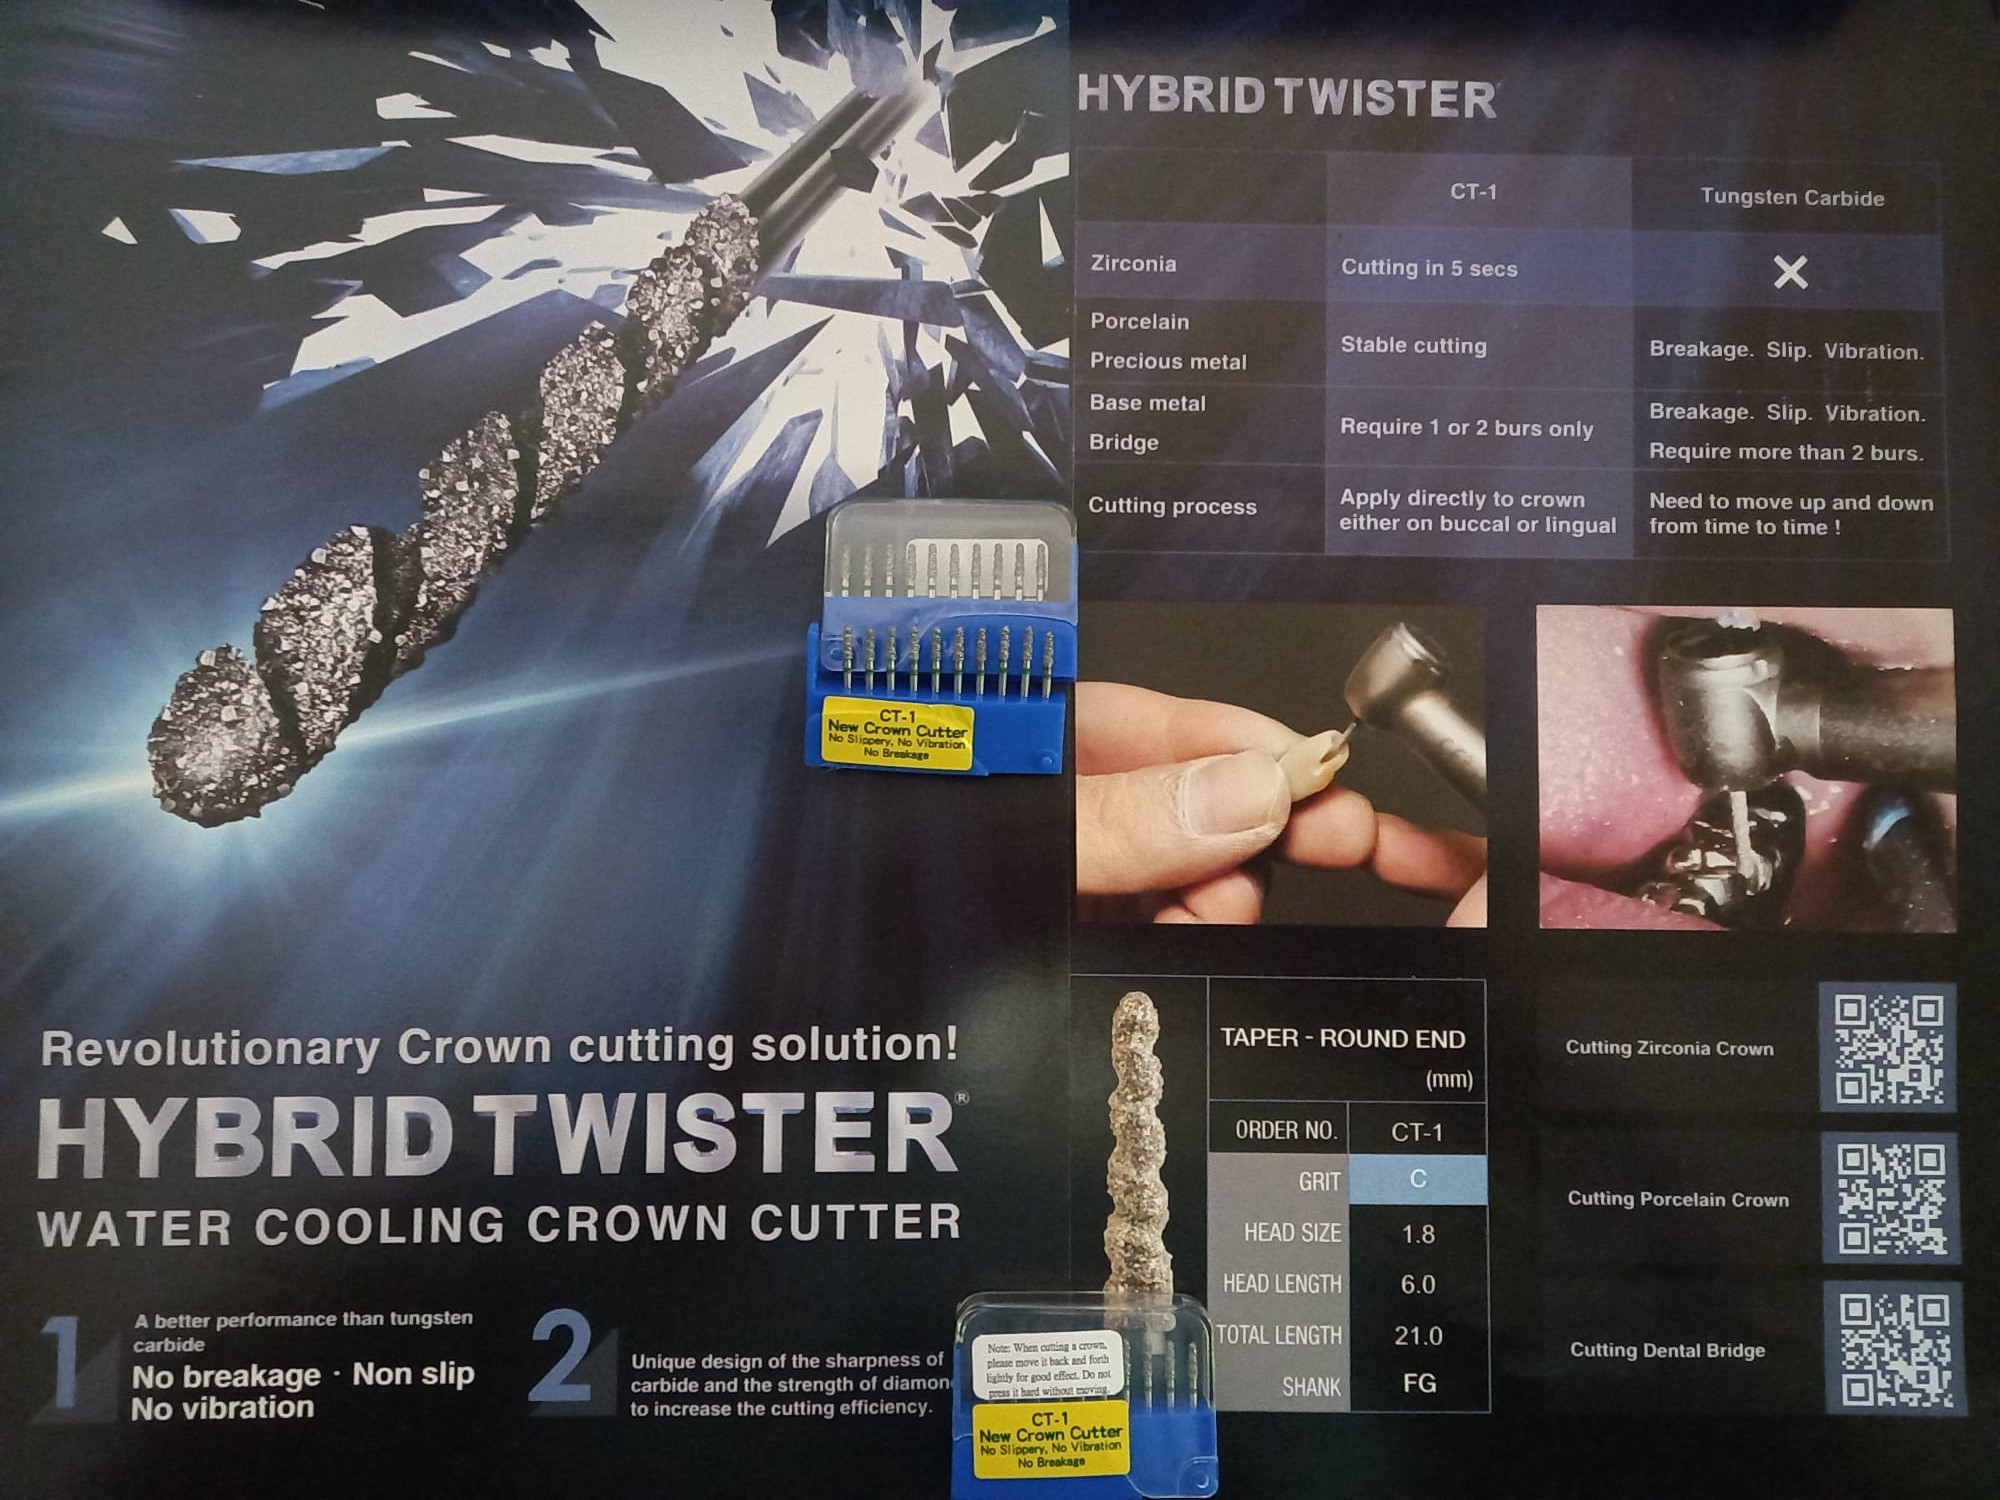 Revolutionary Crown cutting solution!
HYBRID TWISTER®
WATER COOLING CROWN CUTTER
1
A better performance than tungsten
carbide
No breakage · Non slip
No vibration
2
Unique design of the sharpness of
carbide and the strength of diamon
to increase the cutting efficiency.
CT-1
New Crown Cutter
No Slippery, No Vibration
No Breakage
HYBRID TWISTER
CT-1 Tungsten Carbide
Zirconia Cutting in 5 secs X
Porcelain
Precious metal
Stable cutting
Breakage. Slip. Vibration.
Base metal
Bridge
Require 1 or 2 burs only
Breakage. Slip. Vibration.
Require more than 2 burs.
Cutting process
Apply directly to crown
either on buccal or lingual
Need to move up and down
from time to time !
TAPER - ROUND END
(mm)
ORDER NO. CT-1
GRIT C
HEAD SIZE 1.8
HEAD LENGTH 6.0
TOTAL LENGTH 21.0
SHANK FG
Cutting Zirconia Crown
Cutting Porcelain Crown
Cutting Dental Bridge
Note: When cutting a crown,
please move it back and forth
lightly for good effect. Do not
press it hard without moving.
CT-1
New Crown Cutter
No Slippery, No Vibration
No Breakage